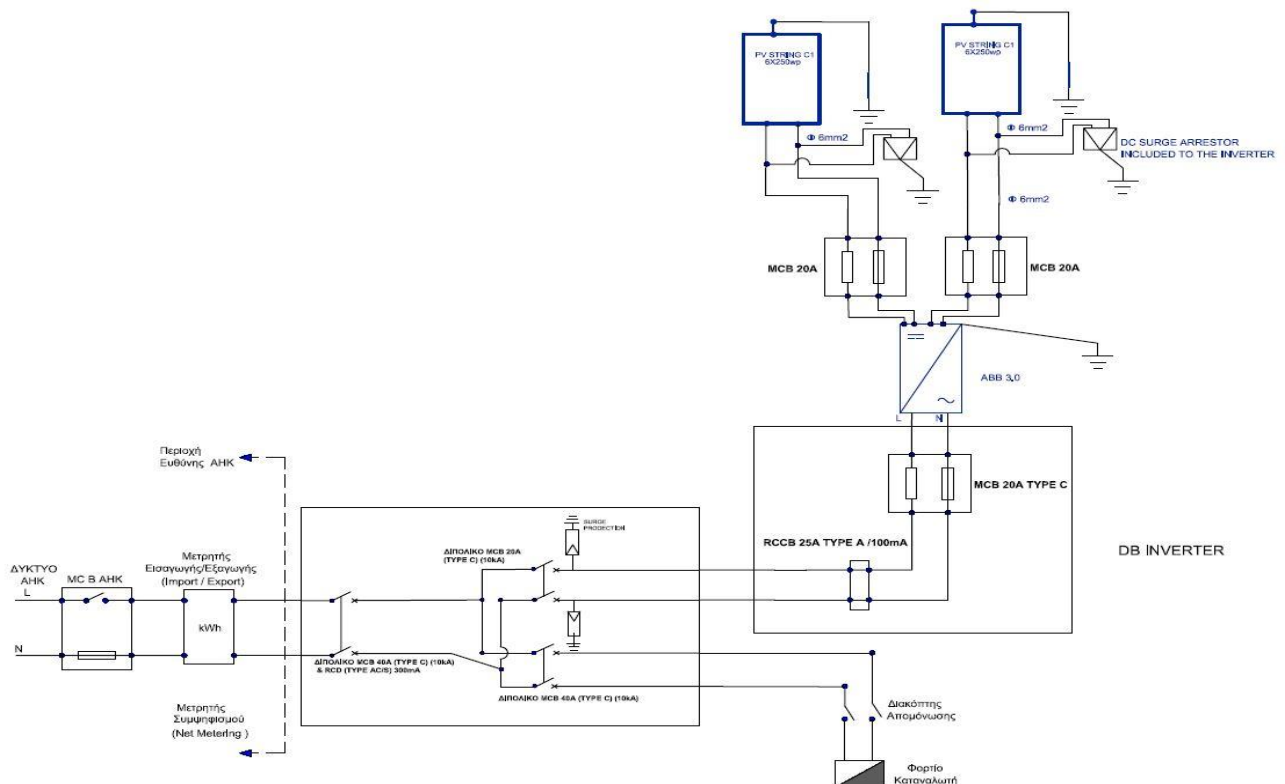 PV STRING C1
6X250wp
PV STRING C1
6X250wp
Φ 6mm2
Φ 6mm2
DC SURGE ARRESTOR
INCLUDED TO THE INVERTER
Φ 6mm2
MCB 20A
MCB 20A
ABB 3,0
L
N
MCB 20A TYPE C
RCCB 25A TYPE A /100mA
DB INVERTER
Περιοχή
Ευθύνης ΑΗΚ
SURGE
PRODECTION
ΔΙΠΟΛΙΚΟ MCB 20A
(TYPE C) (10kA)
ΔΥΚΤΥΟ
ΑΗΚ
L
MC B ΑΗΚ
Μετρητής
Εισαγωγής/Εξαγωγής
(Import / Export)
kWh
N
ΔΙΠΟΛΙΚΟ MCB 40A (TYPE C) (10kA)
& RCD (TYPE AC/S) 300mA
ΔΙΠΟΛΙΚΟ MCB 40A (TYPE C) (10kA)
Μετρητής
Συμψηφισμού
(Net Metering )
Διακόπτης
Απομόνωσης
Φορτίο
Καταναλωτή